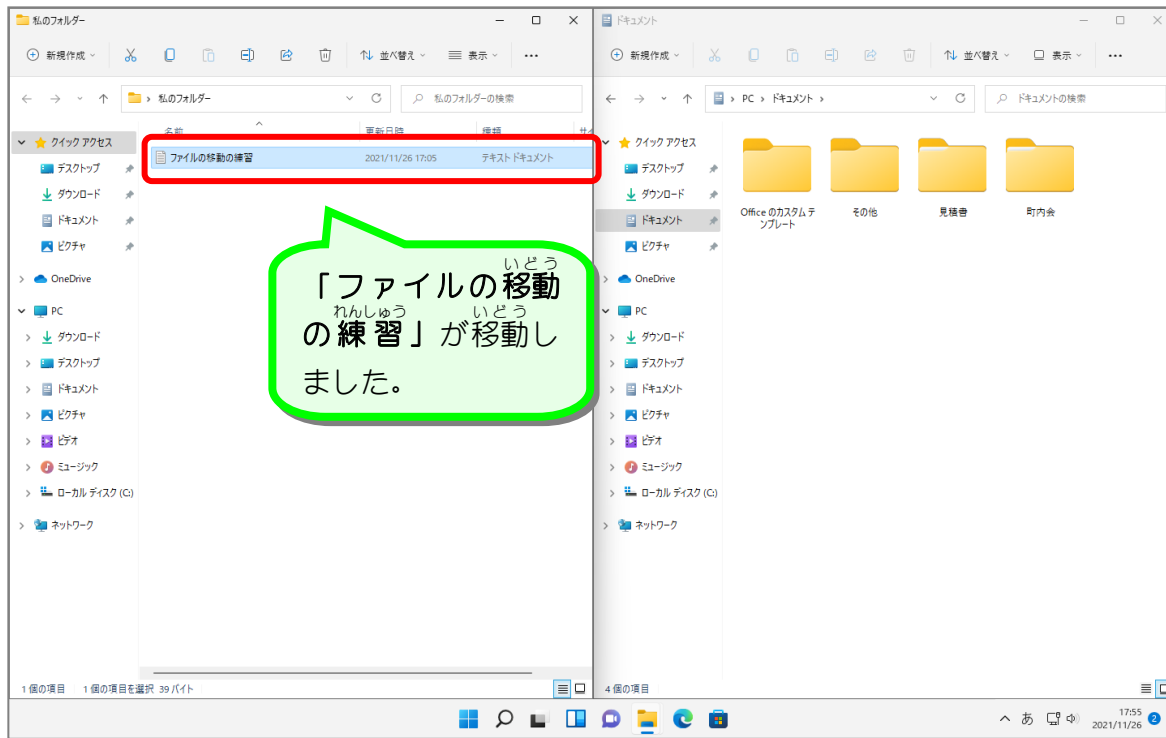 私のフォルダー
新規作成
並べ替え
表示
私のフォルダー
私のフォルダーの検索
名前
更新日時
種類
クイック アクセス
ファイルの移動の練習
2021/11/26 17:05
テキスト ドキュメント
デスクトップ
ダウンロード
ドキュメント
ピクチャ
OneDrive
PC
ダウンロード
デスクトップ
ドキュメント
ピクチャ
ビデオ
ミュージック
ローカル ディスク (C:)
ネットワーク
1 個の項目
1 個の項目を選択 39 バイト
いどう
「ファイルの移動
れんしゅう いどう
の練習」が移動し
ました。
ドキュメント
新規作成
並べ替え
表示
PC › ドキュメント ›
ドキュメントの検索
クイック アクセス
デスクトップ
ダウンロード
ドキュメント
ピクチャ
OneDrive
PC
ダウンロード
デスクトップ
ドキュメント
ピクチャ
ビデオ
ミュージック
ローカル ディスク (C:)
ネットワーク
Office のカスタム テ
ンプレート
その他
見積書
町内会
4 個の項目
あ
17:55
2021/11/26
2